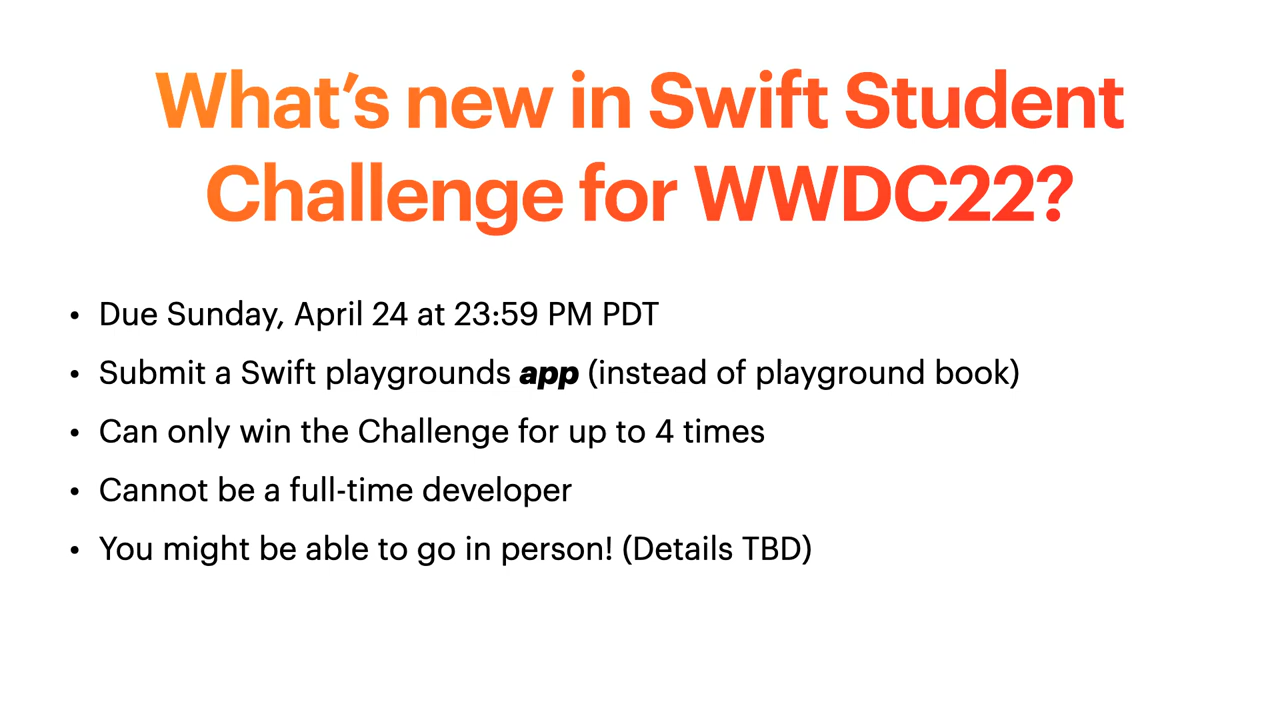 What’s new in Swift Student
Challenge for WWDC22?
• Due Sunday, April 24 at 23:59 PM PDT
• Submit a Swift playgrounds app (instead of playground book)
• Can only win the Challenge for up to 4 times
• Cannot be a full-time developer
• You might be able to go in person! (Details TBD)